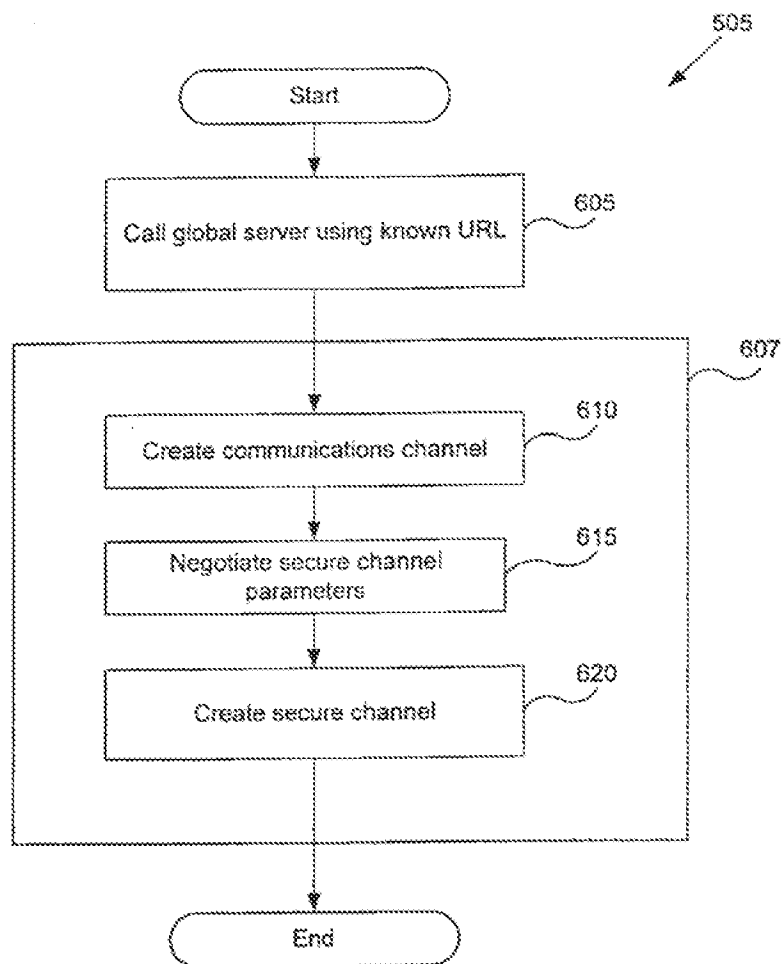 505
Start
Call global server using known URL
605
607
Create communications channel
610
Negotiate secure channel
parameters
615
Create secure channel
620
End